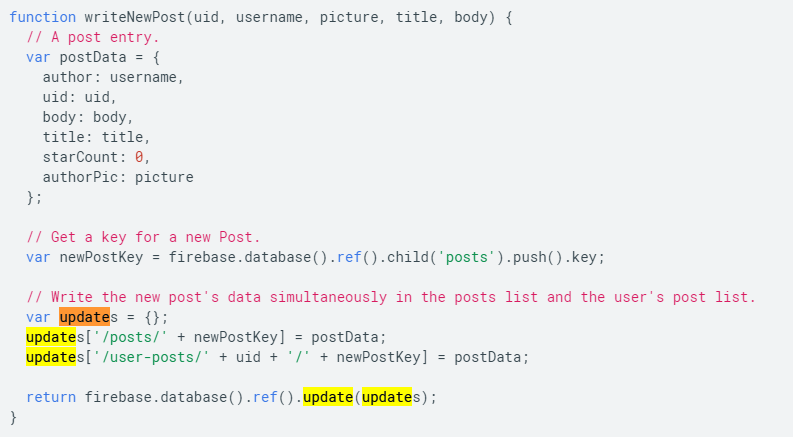 function writeNewPost(uid, username, picture, title, body) {
  // A post entry.
  var postData = {
    author: username,
    uid: uid,
    body: body,
    title: title,
    starCount: 0,
    authorPic: picture
  };

  // Get a key for a new Post.
  var newPostKey = firebase.database().ref().child('posts').push().key;

  // Write the new post's data simultaneously in the posts list and the user's post list.
  var updates = {};
  updates['/posts/' + newPostKey] = postData;
  updates['/user-posts/' + uid + '/' + newPostKey] = postData;

  return firebase.database().ref().update(updates);
}